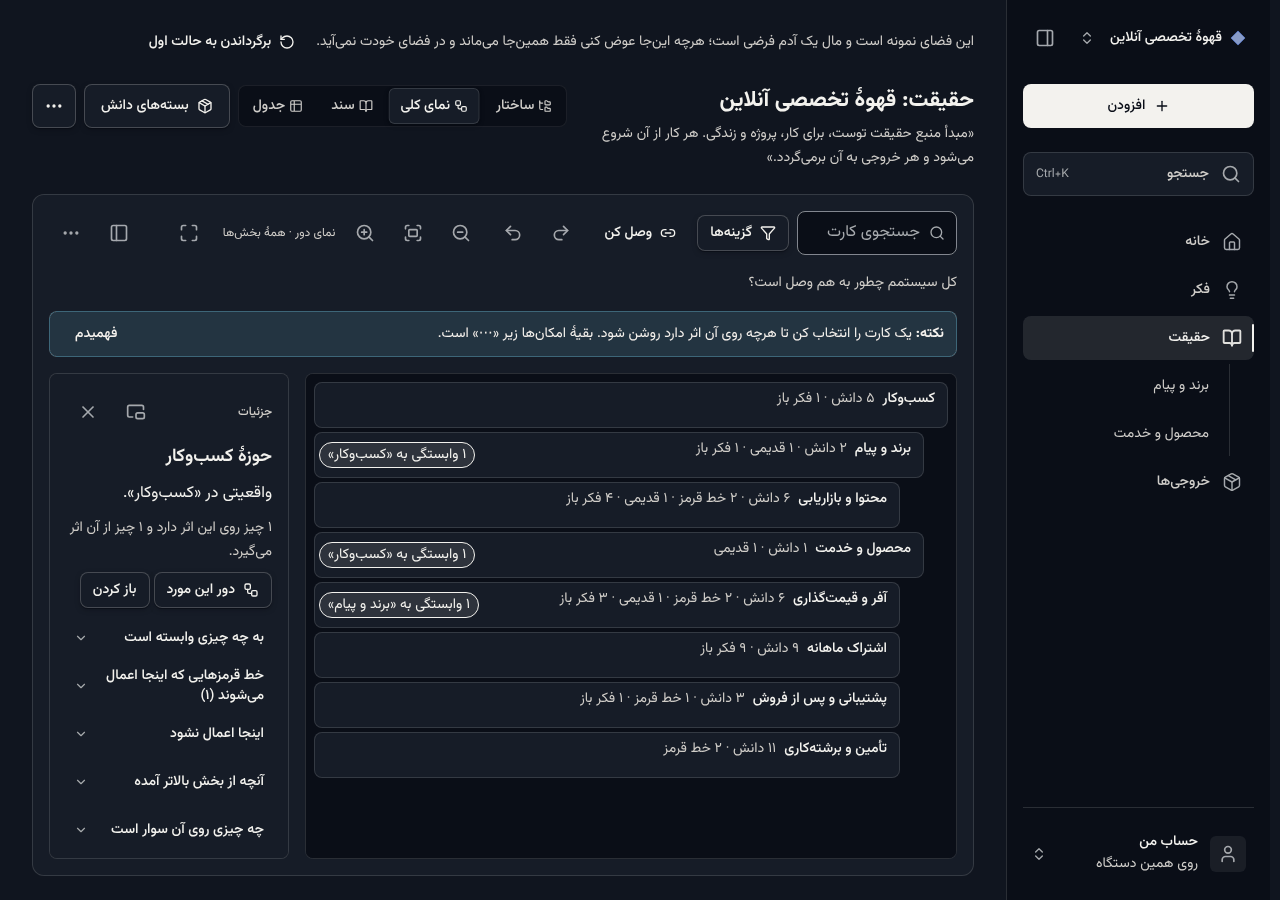 قهوهٔ تخصصی آنلاین
افزودن
جستجو
Ctrl+K
خانه
فکر
حقیقت
برند و پیام
محصول و خدمت
خروجی‌ها
حساب من
روی همین دستگاه
این فضای نمونه است و مال یک آدم فرضی است؛ هرچه این‌جا عوض کنی فقط همین‌جا می‌ماند و در فضای خودت نمی‌آید.
برگرداندن به حالت اول
حقیقت: قهوهٔ تخصصی آنلاین
«مبدأ منبع حقیقت توست، برای کار، پروژه و زندگی. هر کار از آن شروع
می‌شود و هر خروجی به آن برمی‌گردد.»
ساختار
نمای کلی
سند
جدول
بسته‌های دانش
جستجوی کارت
گزینه‌ها
وصل کن
نمای دور · همهٔ بخش‌ها
کل سیستمم چطور به هم وصل است؟
نکته: یک کارت را انتخاب کن تا هرچه روی آن اثر دارد روشن شود. بقیهٔ امکان‌ها زیر «···» است.
فهمیدم
کسب‌وکار ۵ دانش · ۱ فکر باز
برند و پیام ۲ دانش · ۱ قدیمی · ۱ فکر باز
۱ وابستگی به «کسب‌وکار»
محتوا و بازاریابی ۶ دانش · ۲ خط قرمز · ۱ قدیمی · ۴ فکر باز
محصول و خدمت ۱ دانش · ۱ قدیمی
۱ وابستگی به «کسب‌وکار»
آفر و قیمت‌گذاری ۶ دانش · ۲ خط قرمز · ۱ قدیمی · ۳ فکر باز
۱ وابستگی به «برند و پیام»
اشتراک ماهانه ۹ دانش · ۹ فکر باز
پشتیبانی و پس از فروش ۳ دانش · ۱ خط قرمز · ۱ فکر باز
تأمین و برشته‌کاری ۱۱ دانش · ۲ خط قرمز
جزئیات
حوزهٔ کسب‌وکار
واقعیتی در «کسب‌وکار».
۱ چیز روی این اثر دارد و ۱ چیز از آن اثر
می‌گیرد.
دور این مورد
باز کردن
به چه چیزی وابسته است
خط قرمزهایی که اینجا اعمال
می‌شوند (۱)
اینجا اعمال نشود
آنچه از بخش بالاتر آمده
چه چیزی روی آن سوار است